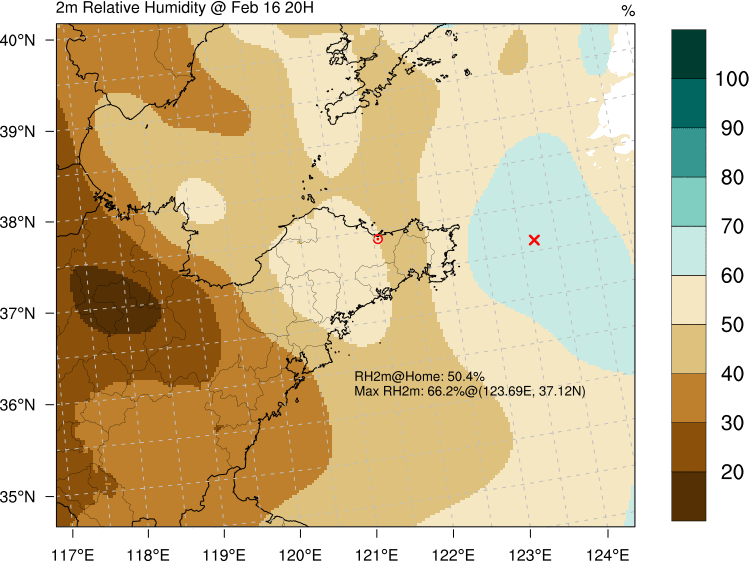 2m Relative Humidity @ Feb 16 20H
%
40°N
39°N
38°N
37°N
36°N
35°N
100
90
80
70
60
50
40
30
20
RH2m@Home: 50.4%
Max RH2m: 66.2%@(123.69E, 37.12N)
117°E 118°E 119°E 120°E 121°E 122°E 123°E 124°E